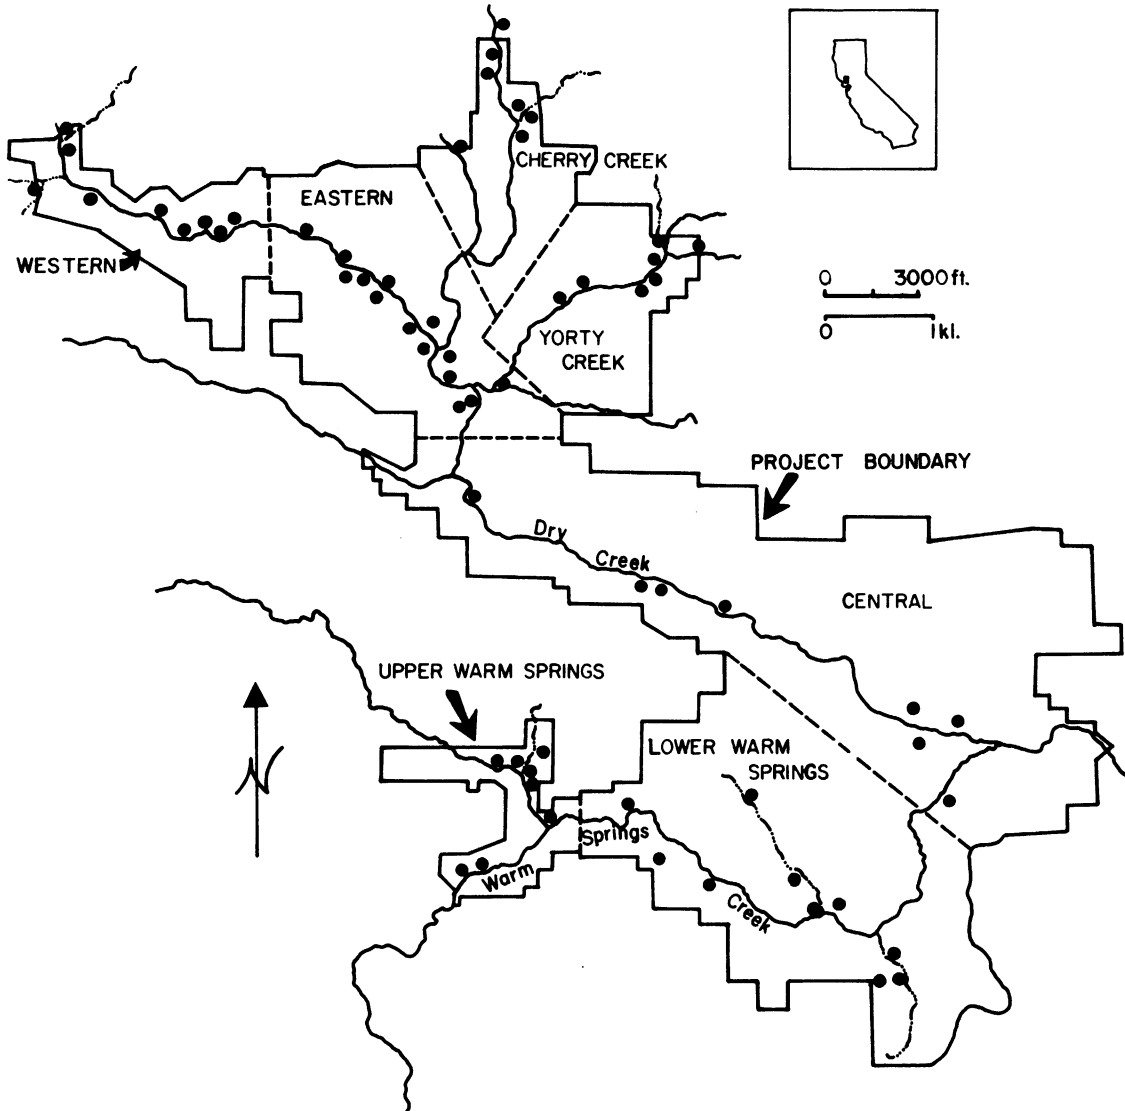 CHERRY CREEK
EASTERN
WESTERN
0 3000 ft.
0 1 kl.
YORTY
CREEK
PROJECT BOUNDARY
Dry
Creek
CENTRAL
UPPER WARM SPRINGS
LOWER WARM
SPRINGS
Springs
Warm
Creek
N